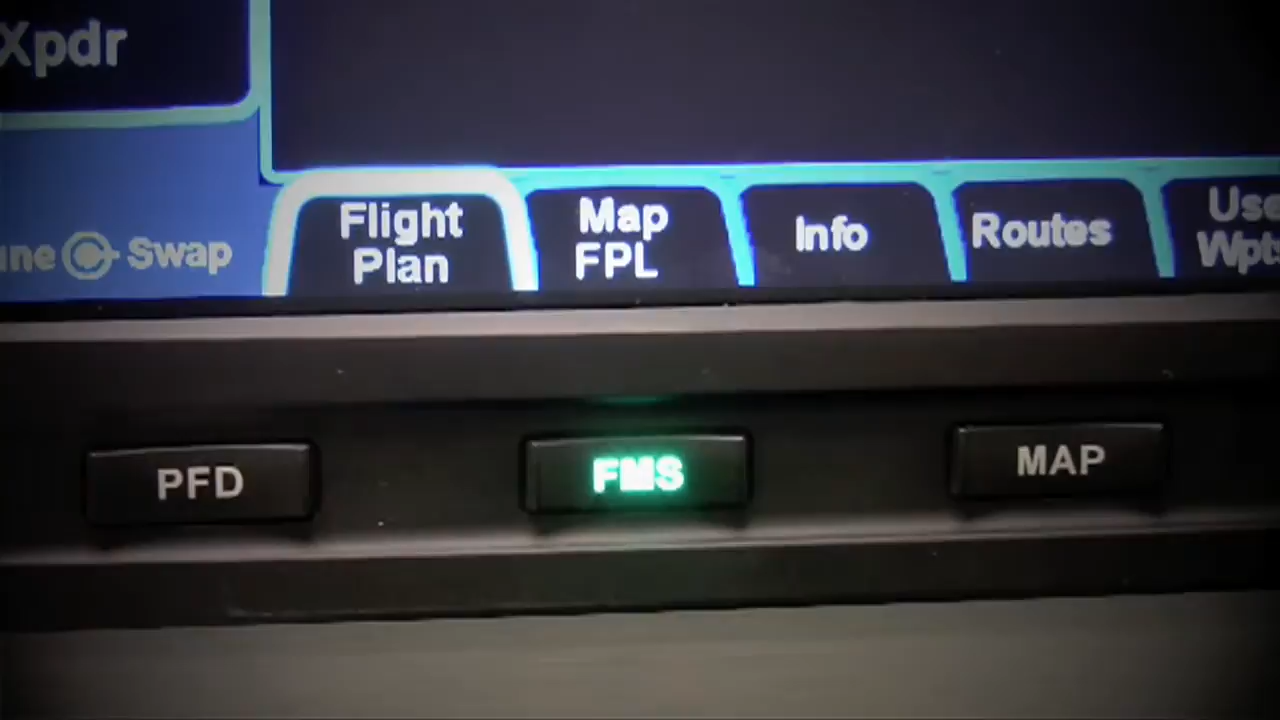 Xpdr
Swap
Flight
Plan
Map
FPL
Info
Routes
PFD
FMS
MAP